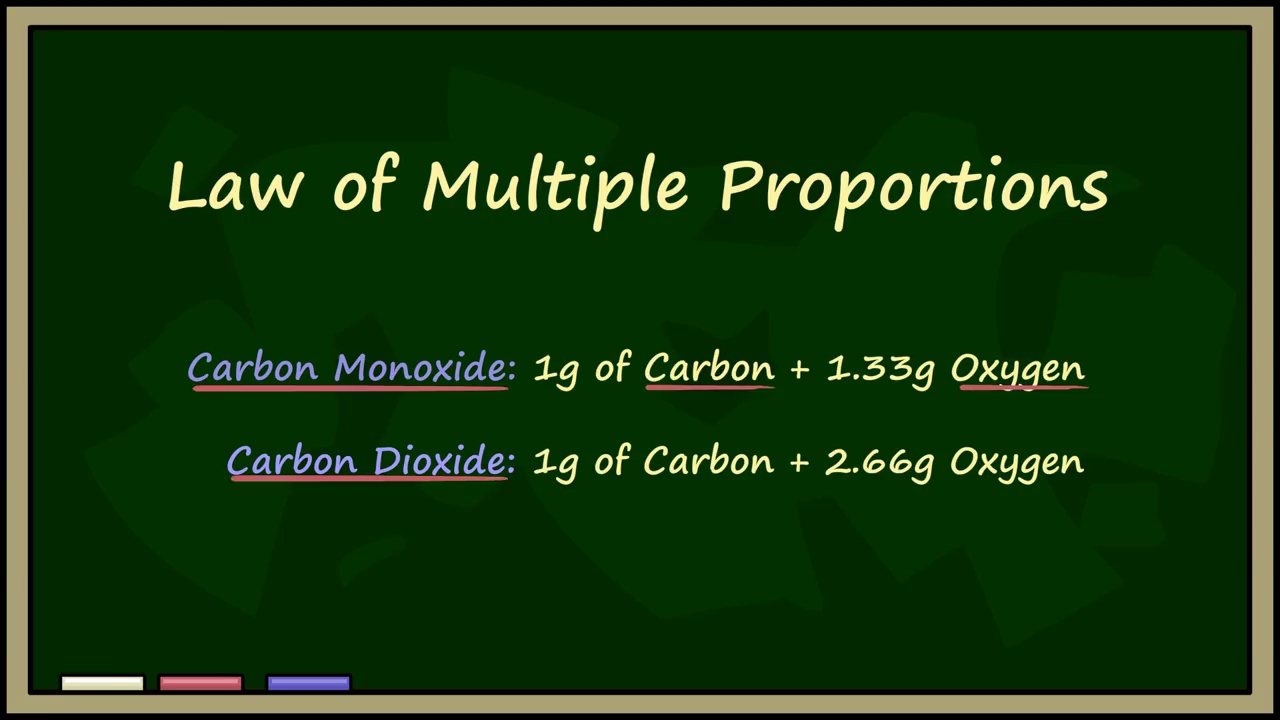 Law of Multiple Proportions
Carbon Monoxide: 1g of Carbon + 1.33g Oxygen
Carbon Dioxide: 1g of Carbon + 2.66g Oxygen